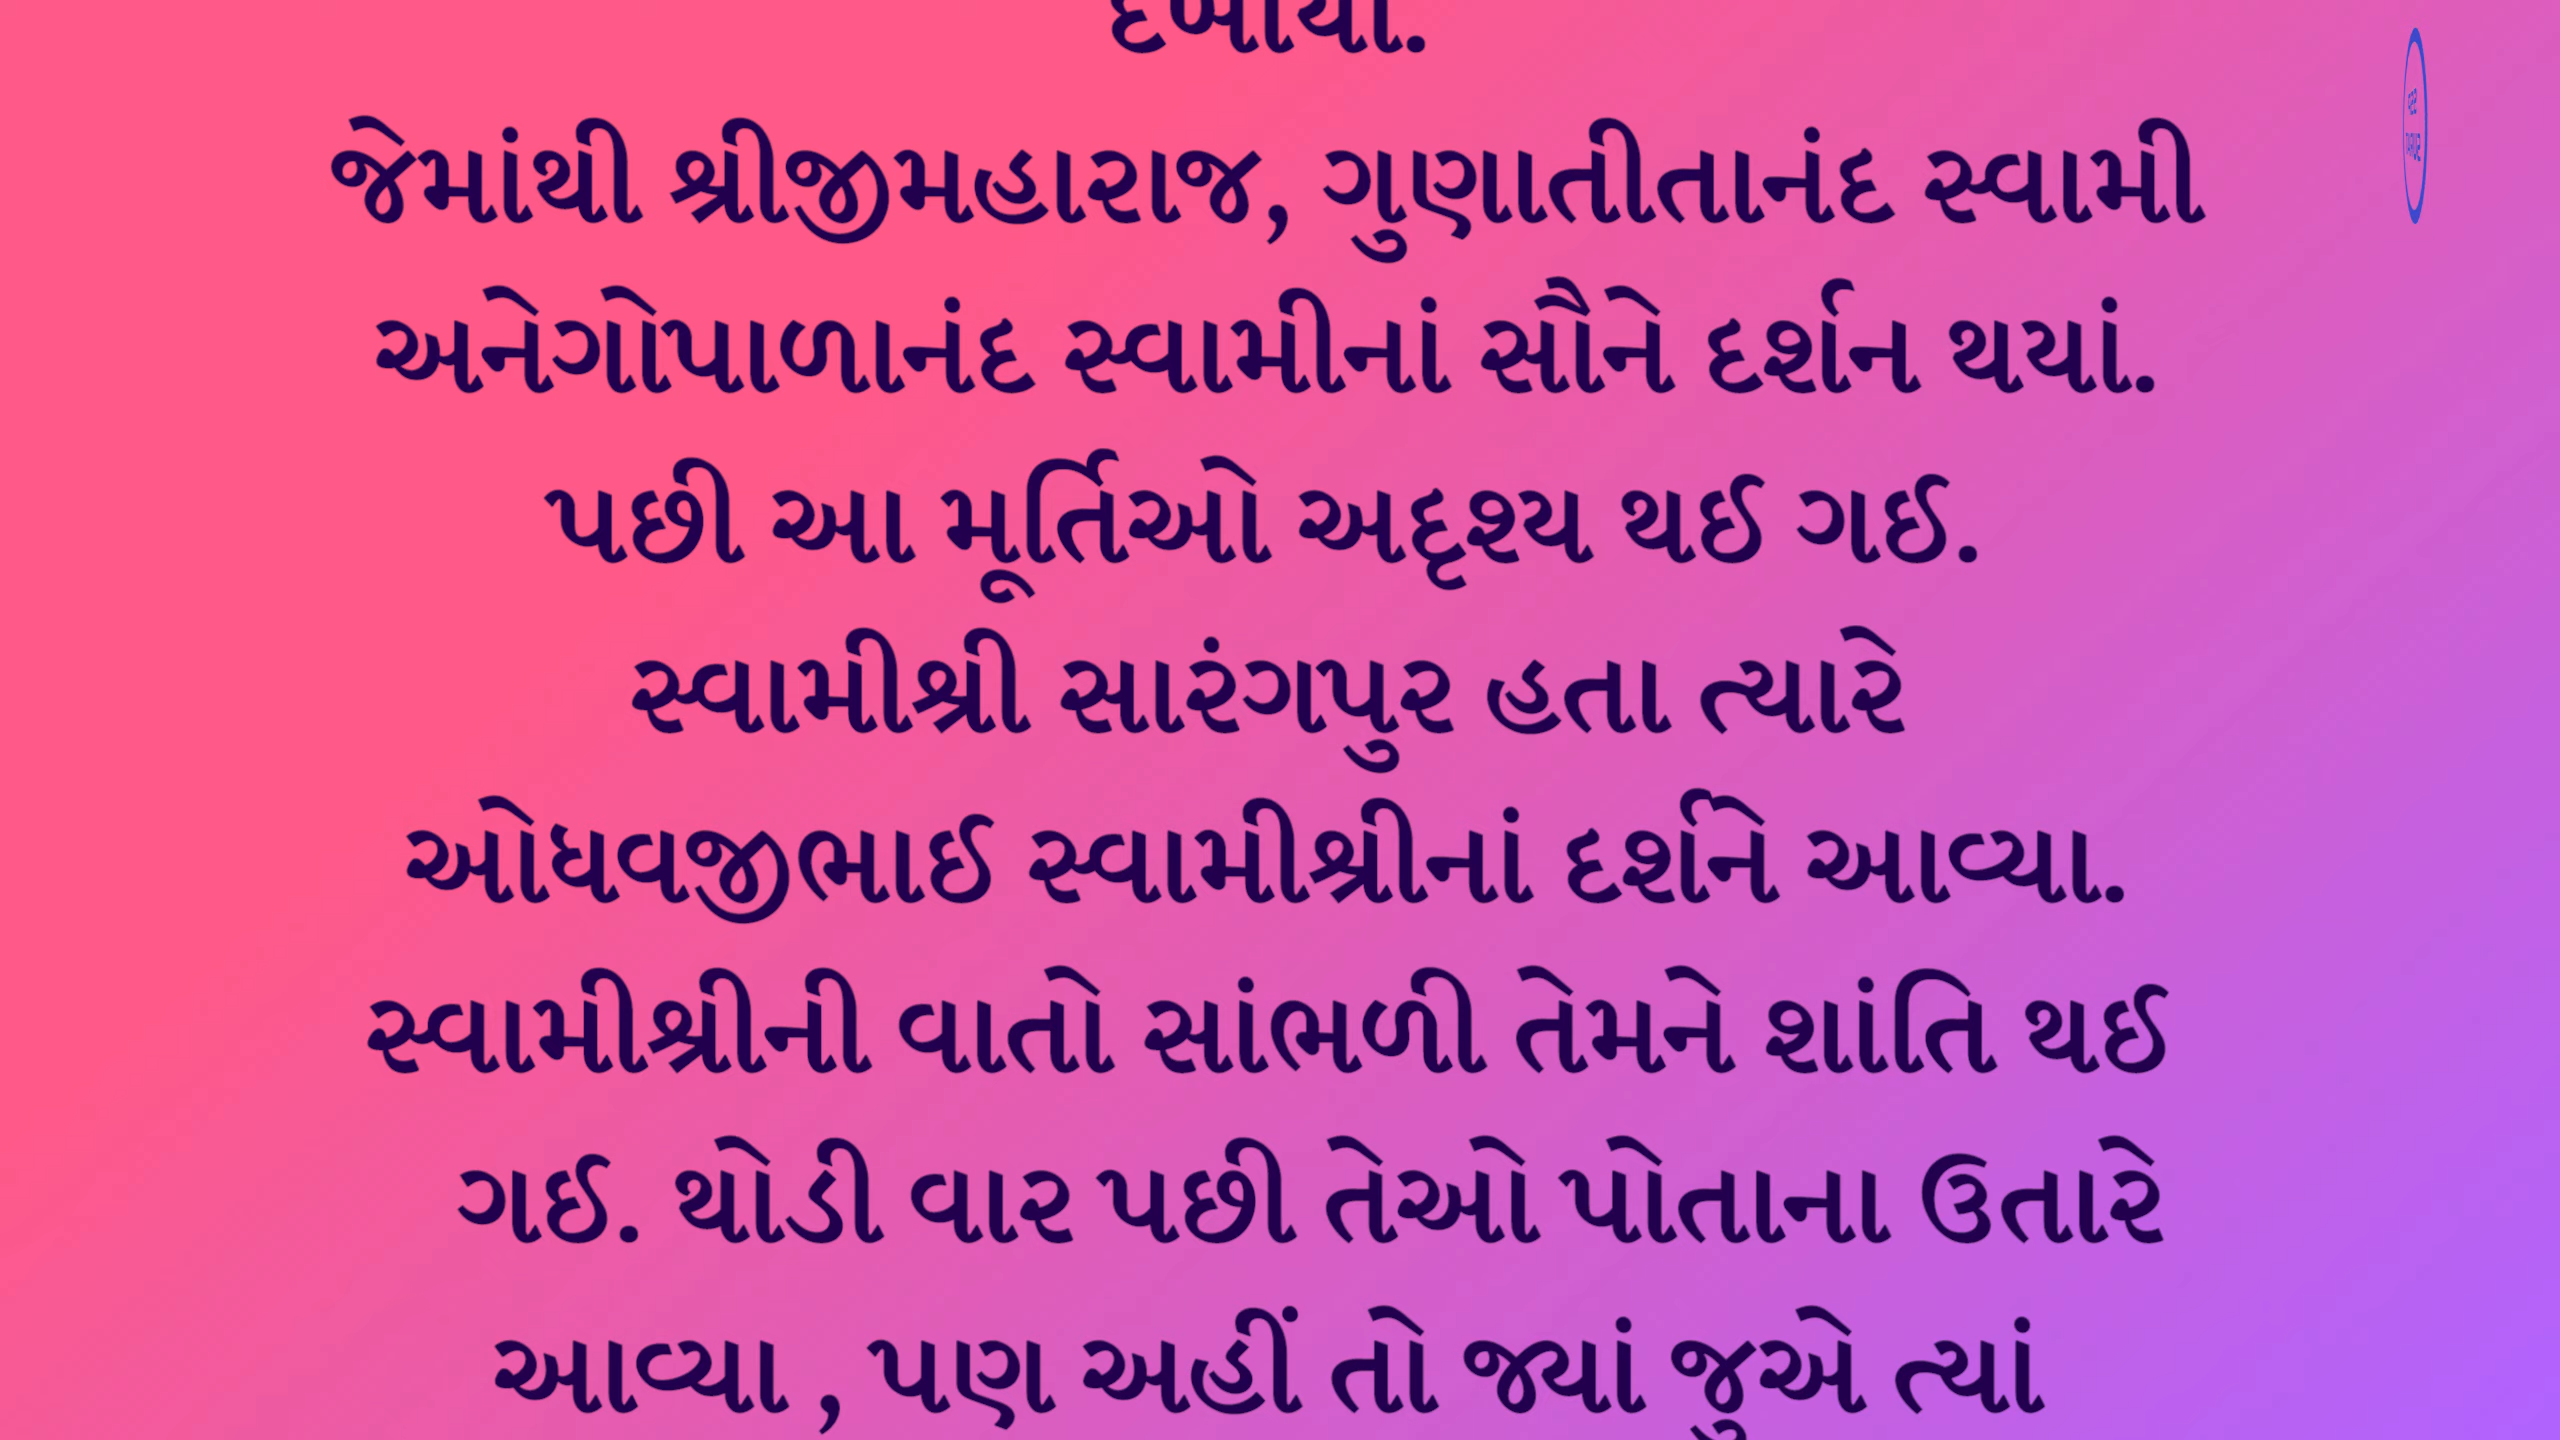 જેમાંથી શ્રીજીમહારાજ, ગુણાતીતાનંદ સ્વામી
અનેગોપાળાનંદ સ્વામીનાં સૌને દર્શન થયાં.
પછી આ મૂર્તિઓ અદૃશ્ય થઈ ગઈ.
સ્વામીશ્રી સારંગપુર હતા ત્યારે
ઓધવજીભાઈ સ્વામીશ્રીનાં દર્શને આવ્યા.
સ્વામીશ્રીની વાતો સાંભળી તેમને શાંતિ થઈ
ગઈ. થોડી વાર પછી તેઓ પોતાના ઉતારે
આવ્યા , પણ અહીં તો જ્યાં જુએ ત્યાં